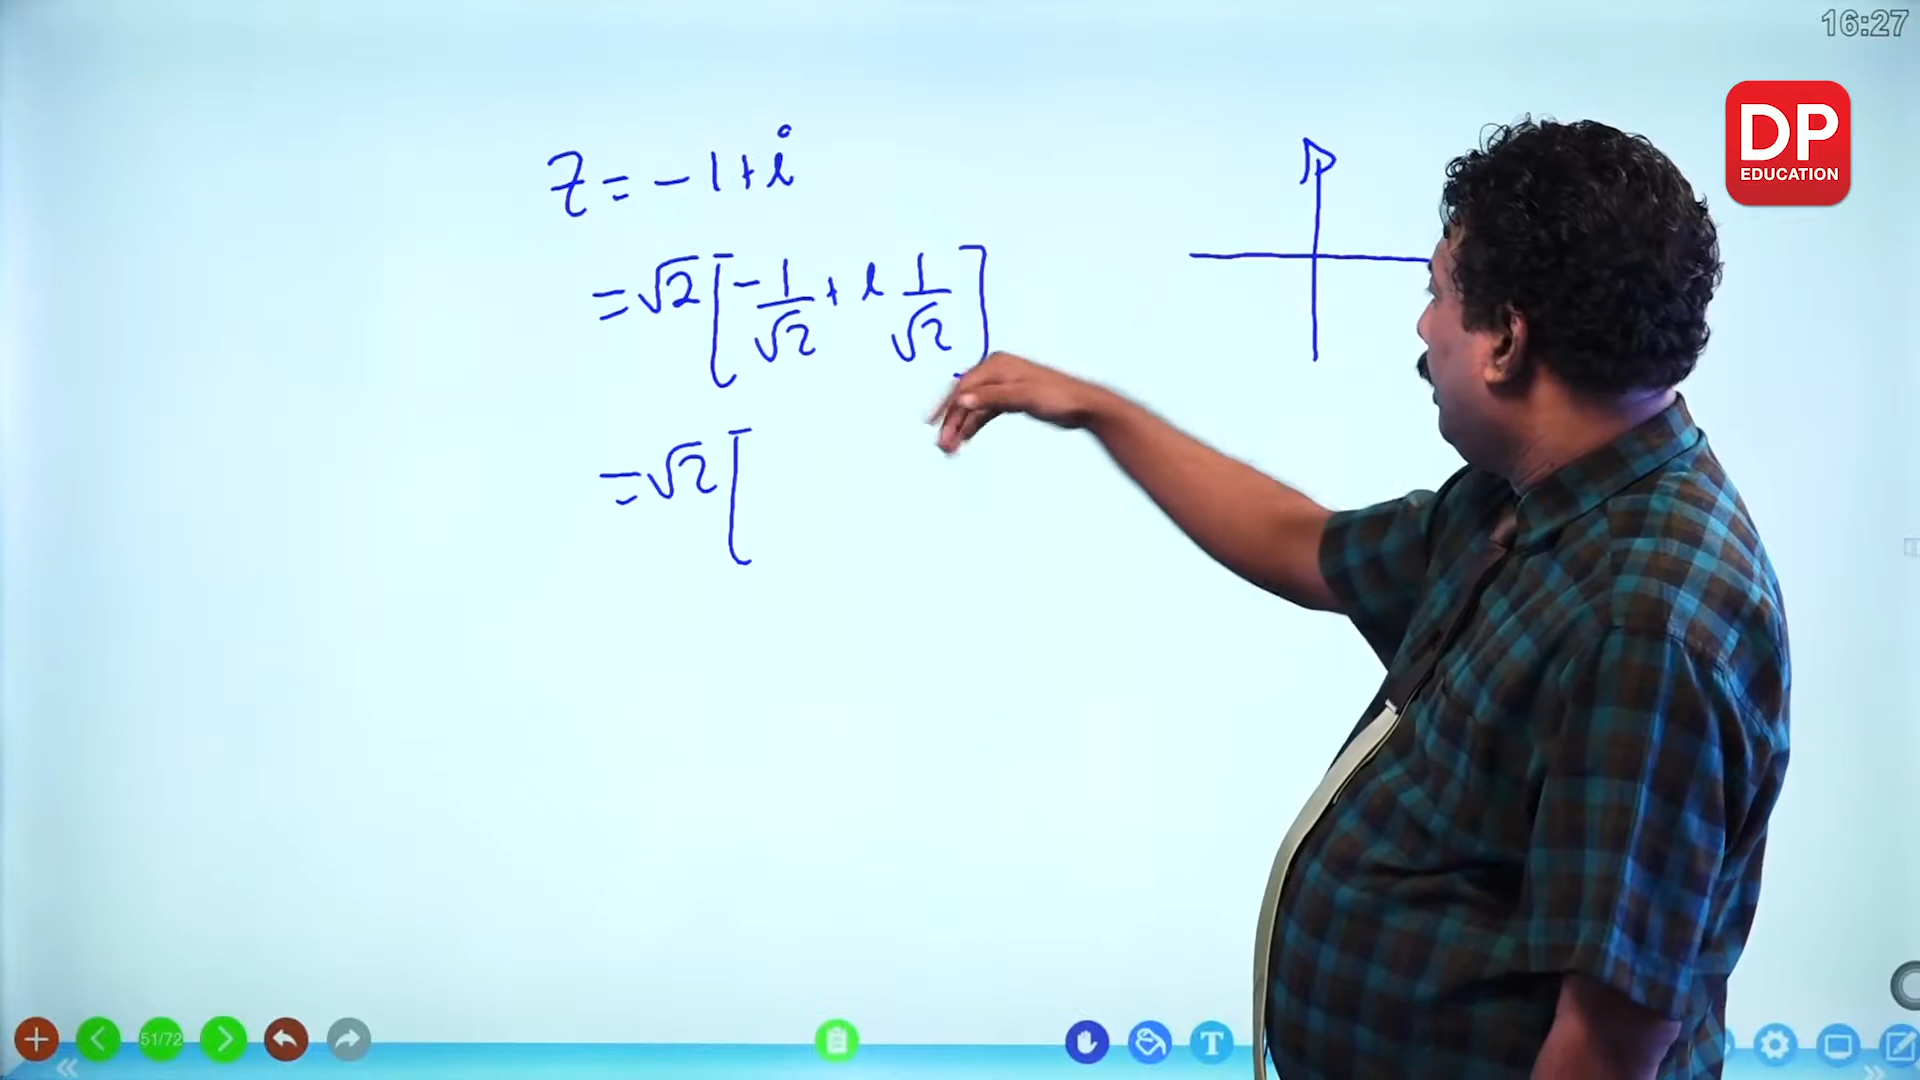 16:27
DP
EDUCATION
z = -1 + i
= √2 [ -1/√2 + i 1/√2 ]
= √2 [
51/72
T